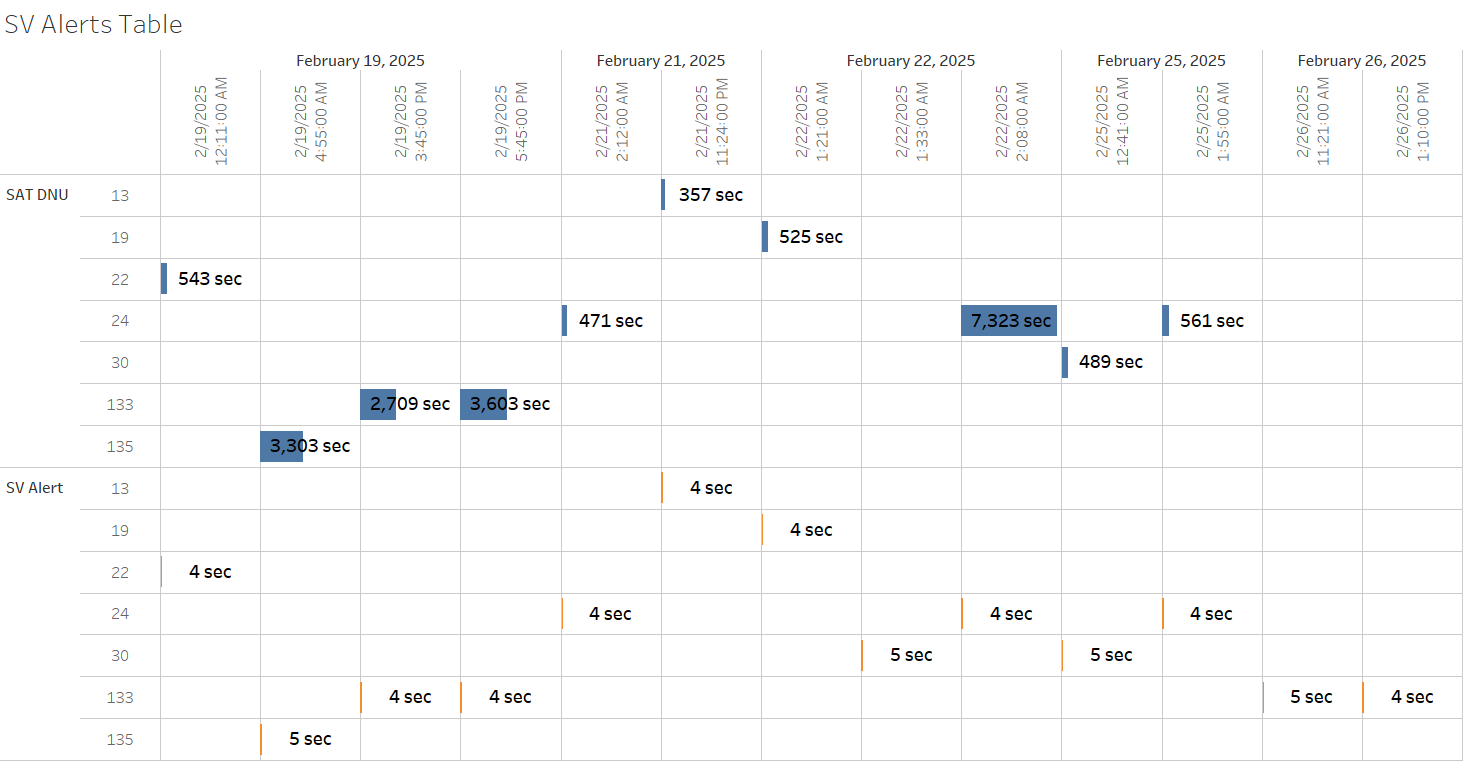 SV Alerts Table
February 19, 2025 February 21, 2025 February 22, 2025 February 25, 2025 February 26, 2025
2/19/2025
12:11:00 AM
2/19/2025
4:55:00 AM
2/19/2025
3:45:00 PM
2/19/2025
5:45:00 PM
2/21/2025
2:12:00 AM
2/21/2025
11:24:00 PM
2/22/2025
1:21:00 AM
2/22/2025
1:33:00 AM
2/22/2025
2:08:00 AM
2/25/2025
12:41:00 AM
2/25/2025
1:55:00 AM
2/26/2025
11:21:00 AM
2/26/2025
1:10:00 PM
SAT DNU 13 357 sec
19 525 sec
22 543 sec
24 471 sec 7,323 sec 561 sec
30 489 sec
133 2,709 sec 3,603 sec
135 3,303 sec
SV Alert 13 4 sec
19 4 sec
22 4 sec
24 4 sec 4 sec 4 sec
30 5 sec 5 sec
133 4 sec 4 sec 5 sec 4 sec
135 5 sec